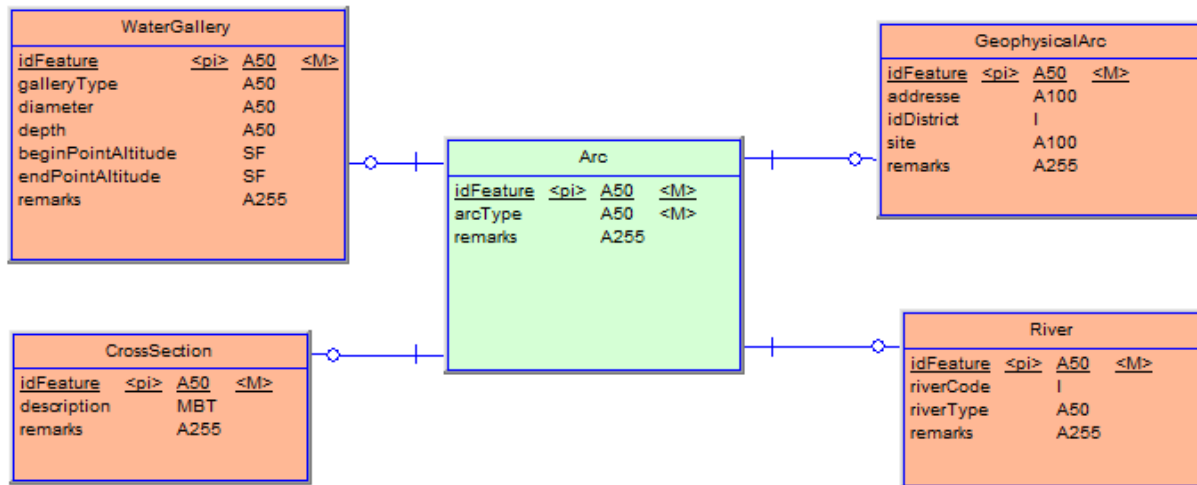 WaterGallery
idFeature <pi> A50 <M>
galleryType A50
diameter A50
depth A50
beginPointAltitude SF
endPointAltitude SF
remarks A255
GeophysicalArc
idFeature <pi> A50 <M>
addresse A100
idDistrict I
site A100
remarks A255
Arc
idFeature <pi> A50 <M>
arcType A50 <M>
remarks A255
CrossSection
idFeature <pi> A50 <M>
description MBT
remarks A255
River
idFeature <pi> A50 <M>
riverCode I
riverType A50
remarks A255